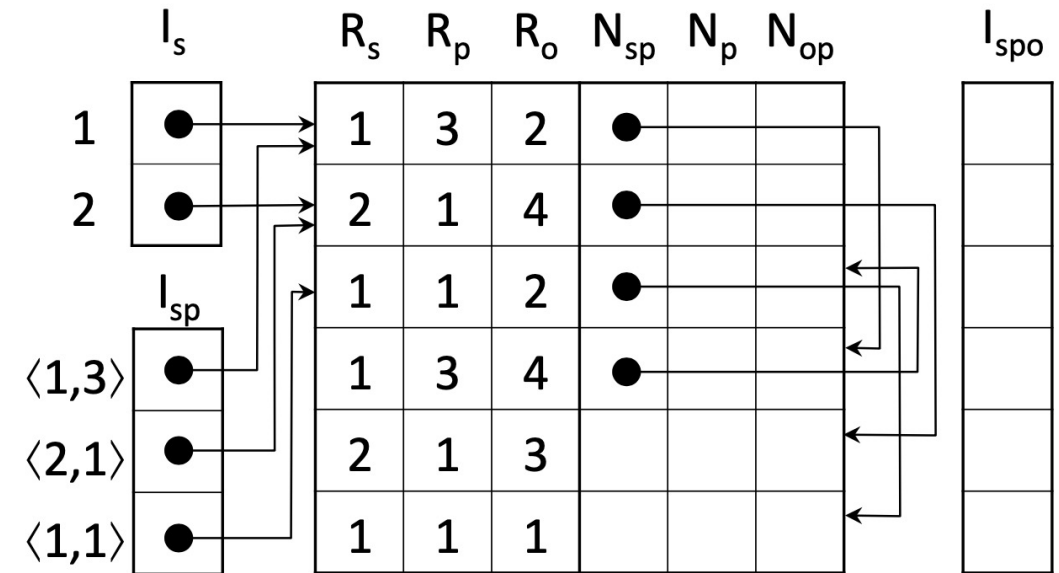 I_s R_s R_p R_o N_sp N_p N_op I_spo
1 1 3 2
2 2 1 4
I_sp 1 1 2
⟨1,3⟩ 1 3 4
⟨2,1⟩ 2 1 3
⟨1,1⟩ 1 1 1